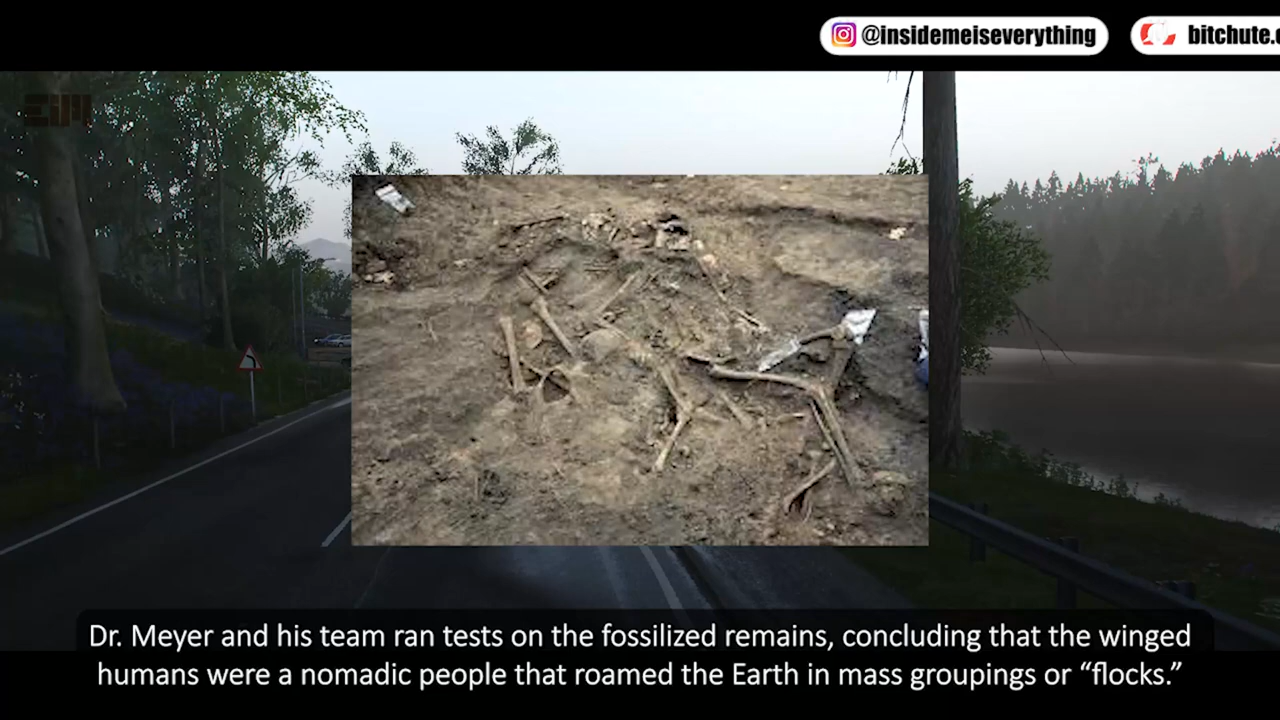 @insidemeiseverything
bitchute.c
EIM
Dr. Meyer and his team ran tests on the fossilized remains, concluding that the winged
humans were a nomadic people that roamed the Earth in mass groupings or “flocks.”